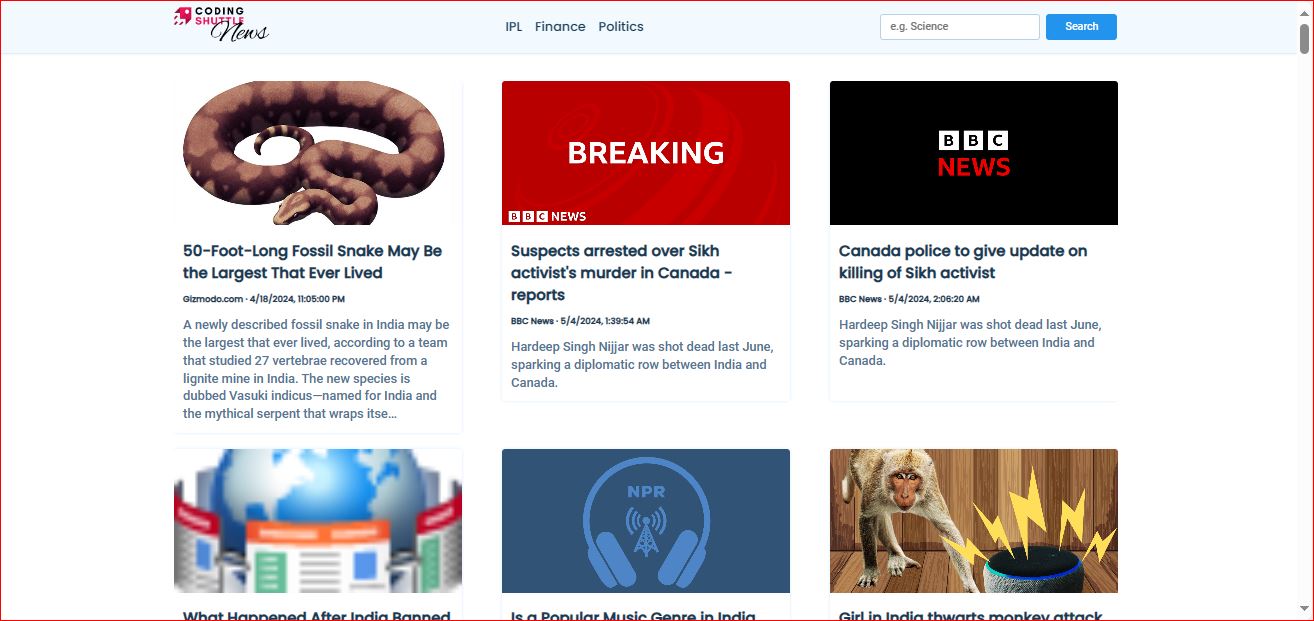 CODING
SHUTTLE
News
IPL Finance Politics
e.g. Science
Search
BREAKING
BBC NEWS
BBC
NEWS
50-Foot-Long Fossil Snake May Be
the Largest That Ever Lived
Gizmodo.com · 4/18/2024, 11:05:00 PM
A newly described fossil snake in India may be
the largest that ever lived, according to a team
that studied 27 vertebrae recovered from a
lignite mine in India. The new species is
dubbed Vasuki indicus—named for India and
the mythical serpent that wraps itse…
Suspects arrested over Sikh
activist's murder in Canada -
reports
BBC News · 5/4/2024, 1:39:54 AM
Hardeep Singh Nijjar was shot dead last June,
sparking a diplomatic row between India and
Canada.
Canada police to give update on
killing of Sikh activist
BBC News · 5/4/2024, 2:06:20 AM
Hardeep Singh Nijjar was shot dead last June,
sparking a diplomatic row between India and
Canada.
NPR
What Happened After India Banned
Is a Popular Music Genre in India
Girl in India thwarts monkey attack